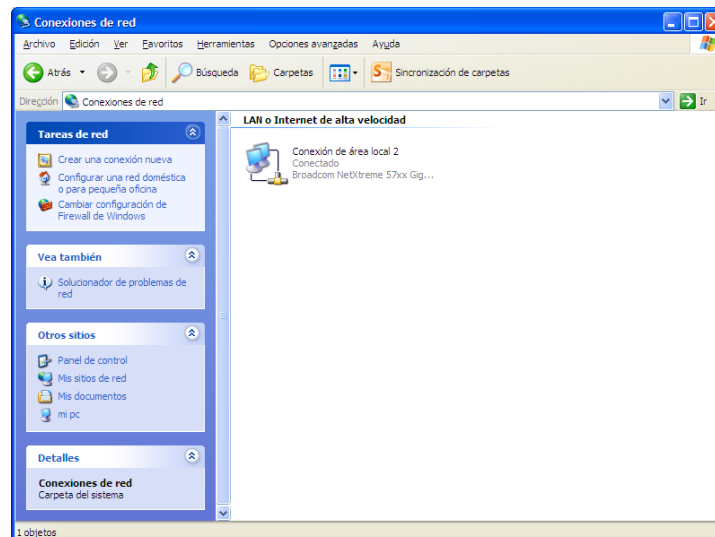 Conexiones de red
Archivo Edición Ver Favoritos Herramientas Opciones avanzadas Ayuda
Atrás Búsqueda Carpetas Sincronización de carpetas
Dirección Conexiones de red Ir
Tareas de red
Crear una conexión nueva
Configurar una red doméstica
o para pequeña oficina
Cambiar configuración de
Firewall de Windows
Vea también
Solucionador de problemas de
red
Otros sitios
Panel de control
Mis sitios de red
Mis documentos
mi pc
Detalles
Conexiones de red
Carpeta del sistema
LAN o Internet de alta velocidad
Conexión de área local 2
Conectado
Broadcom NetXtreme 57xx Gig...
1 objetos